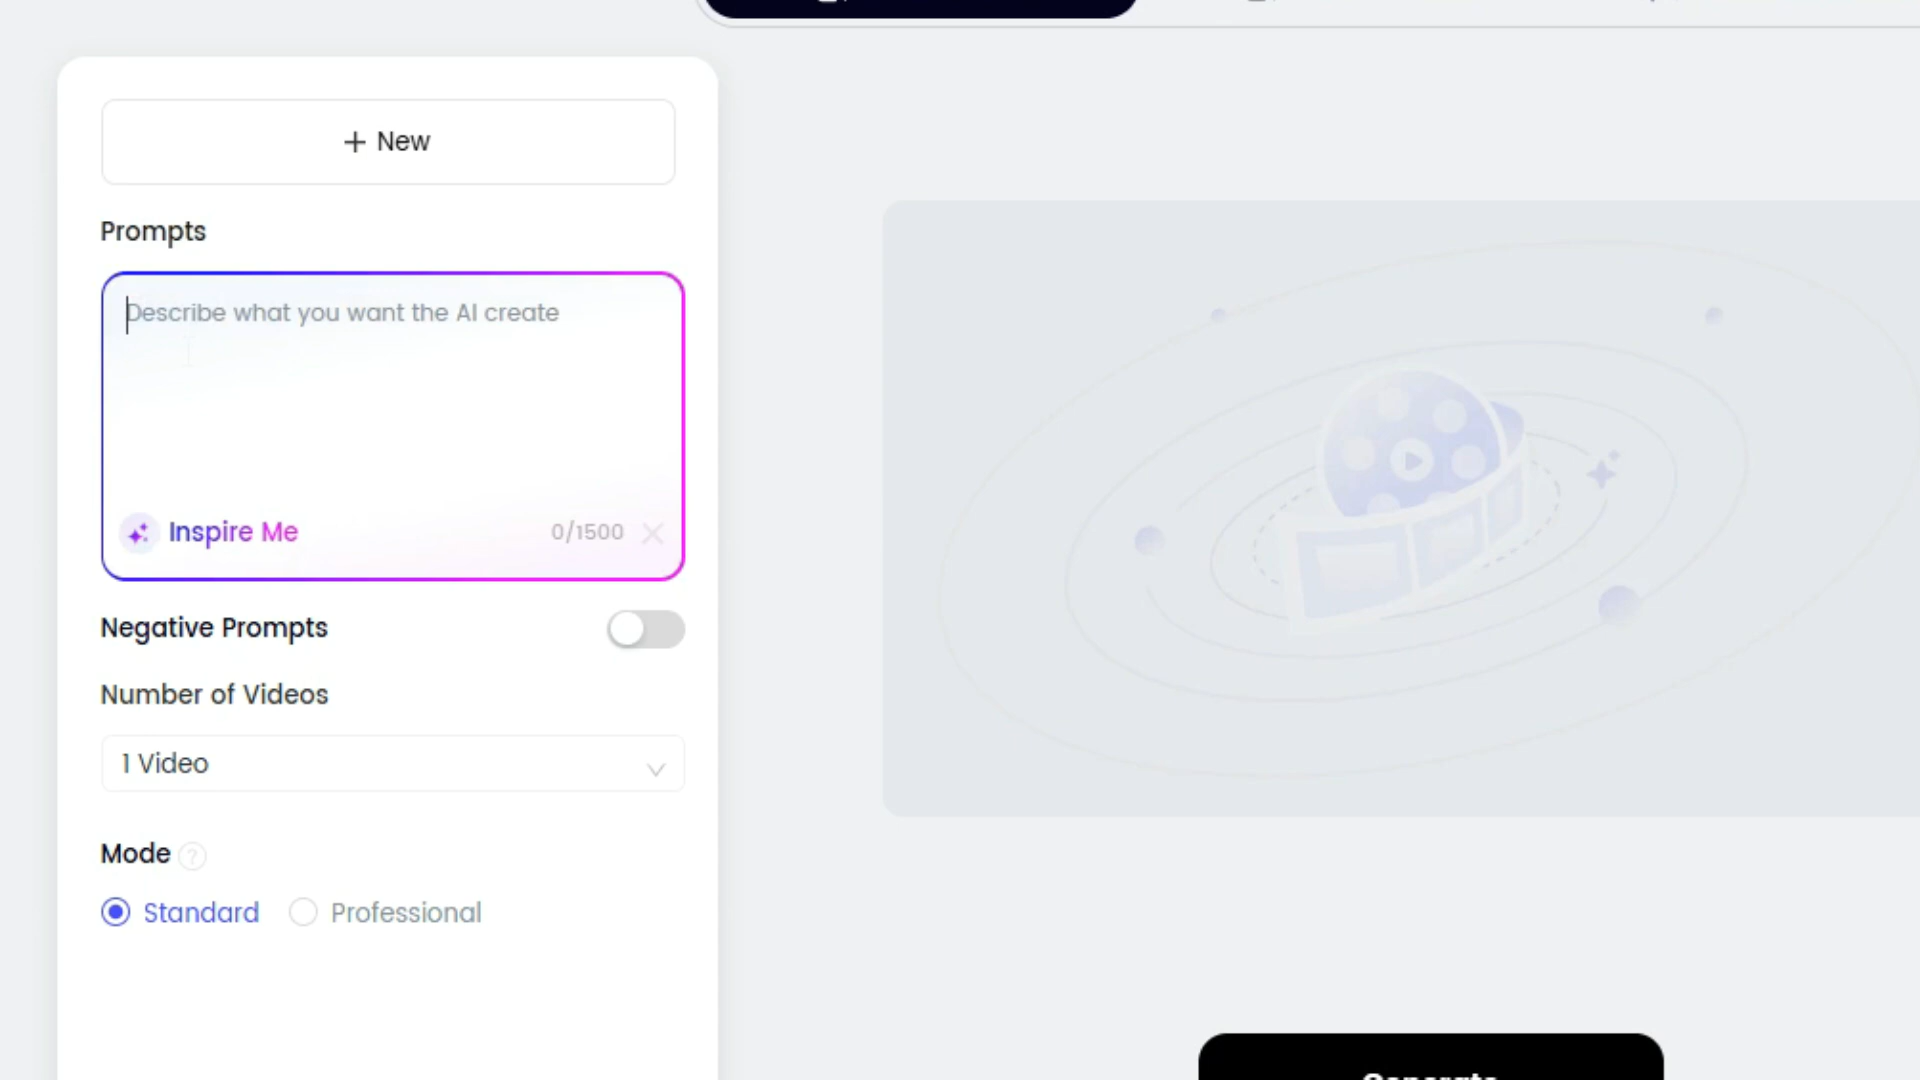 + New
Prompts
Describe what you want the AI create
Inspire Me
0/1500
Negative Prompts
Number of Videos
1 Video
Mode ?
Standard
Professional
Generate